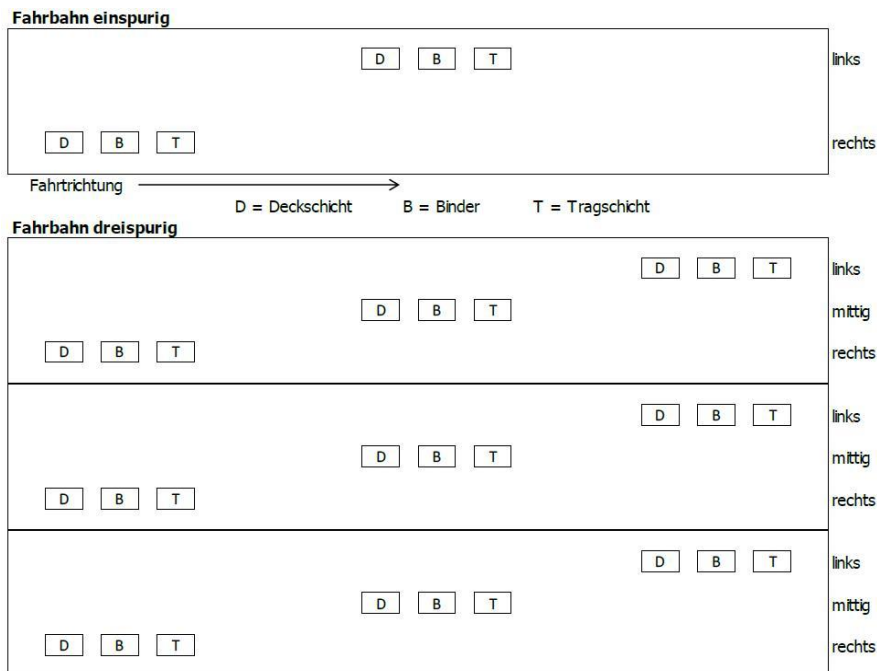 Fahrbahn einspurig
D B T links
D B T rechts
Fahrtrichtung
D = Deckschicht B = Binder T = Tragschicht
Fahrbahn dreispurig
D B T links
D B T mittig
D B T rechts
D B T links
D B T mittig
D B T rechts
D B T links
D B T mittig
D B T rechts